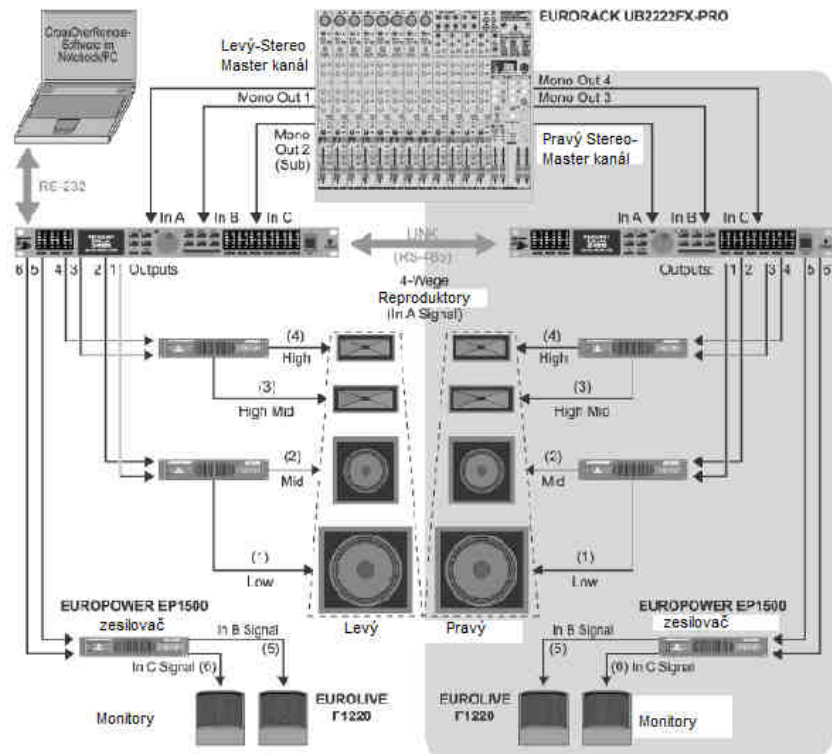 EURORACK UB2222FX-PRO
CrossOverRemote-
Software im
Notebook/PC
Levý-Stereo
Master kanál
Mono Out 1
Mono
Out 2
(Sub)
Mono Out 4
Mono Out 3
Pravý Stereo-
Master kanál
RS-232
In A
In B
In C
In A
In B
In C
LINK
(RS-485)
6 5 4 3 2 1 Outputs
Outputs: 1 2 3 4 5 6
4-Wege
Reproduktory
(In A Signal)
(4)
High
(4)
High
(3)
High Mid
(3)
High Mid
(2)
Mid
(2)
Mid
(1)
Low
(1)
Low
EUROPOWER EP1500
zesilovač
Levý
Pravý
EUROPOWER EP1500
zesilovač
In B Signal
(5)
In C Signal (6)
In B Signal
(5)
(6) In C Signal
Monitory
EUROLIVE
F1220
EUROLIVE
F1220
Monitory